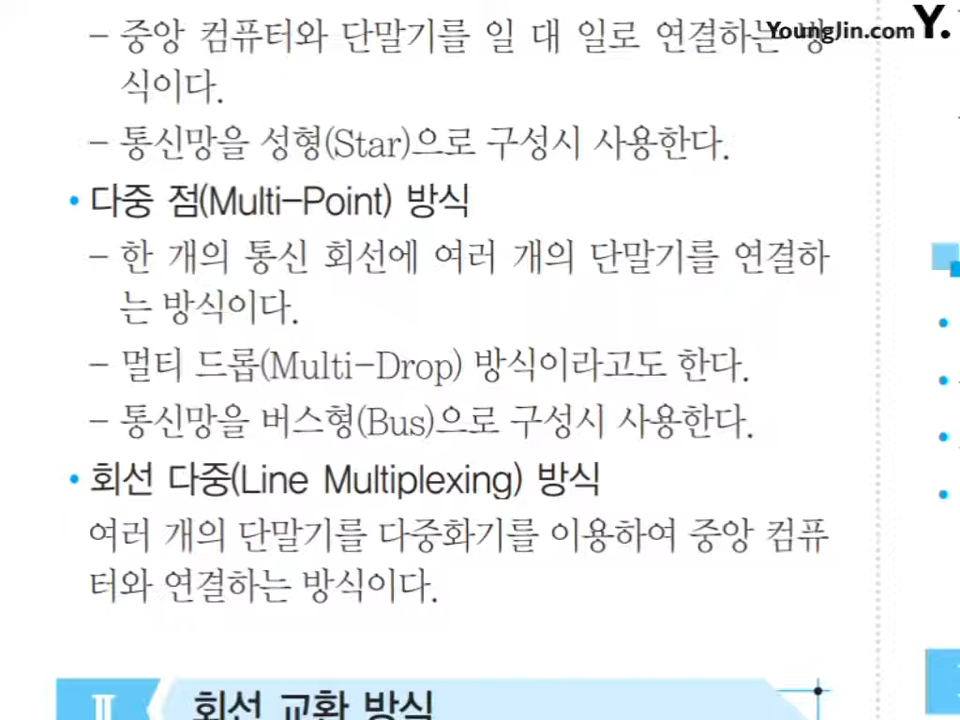 YoungJin.com Y.
– 중앙 컴퓨터와 단말기를 일 대 일로 연결하는 방
식이다.
– 통신망을 성형(Star)으로 구성시 사용한다.
• 다중 점(Multi-Point) 방식
– 한 개의 통신 회선에 여러 개의 단말기를 연결하
는 방식이다.
– 멀티 드롭(Multi-Drop) 방식이라고도 한다.
– 통신망을 버스형(Bus)으로 구성시 사용한다.
• 회선 다중(Line Multiplexing) 방식
여러 개의 단말기를 다중화기를 이용하여 중앙 컴퓨
터와 연결하는 방식이다.
Ⅱ 회선 교환 방식